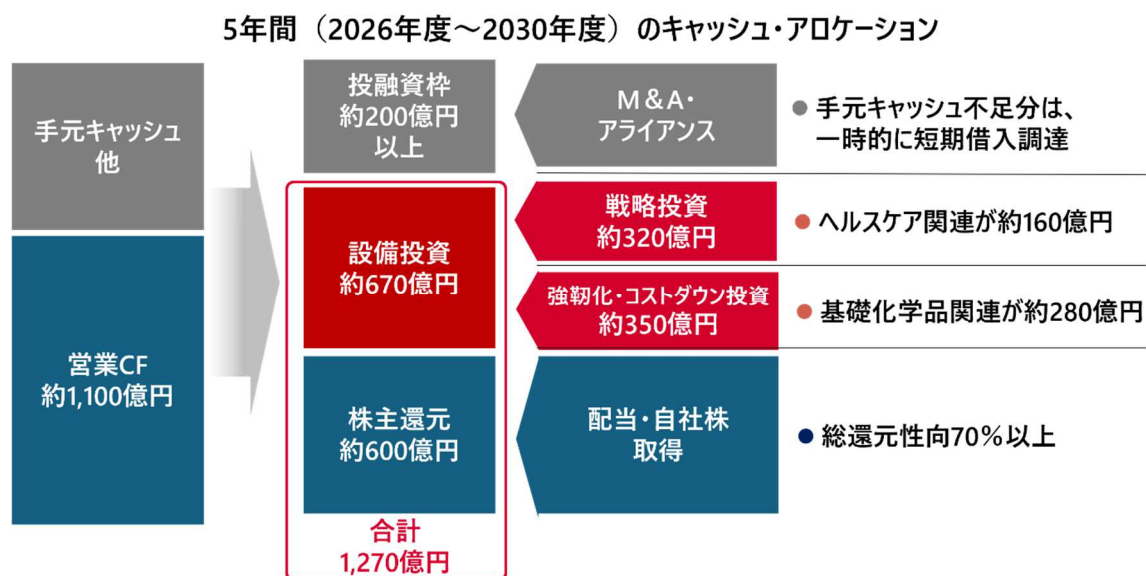 5年間（2026年度～2030年度）のキャッシュ・アロケーション
手元キャッシュ
他
営業CF
約1,100億円
投融資枠
約200億円
以上
設備投資
約670億円
株主還元
約600億円
合計
1,270億円
M＆A・
アライアンス
戦略投資
約320億円
強靭化・コストダウン投資
約350億円
配当・自社株
取得
手元キャッシュ不足分は、
一時的に短期借入調達
ヘルスケア関連が約160億円
基礎化学品関連が約280億円
総還元性向70％以上